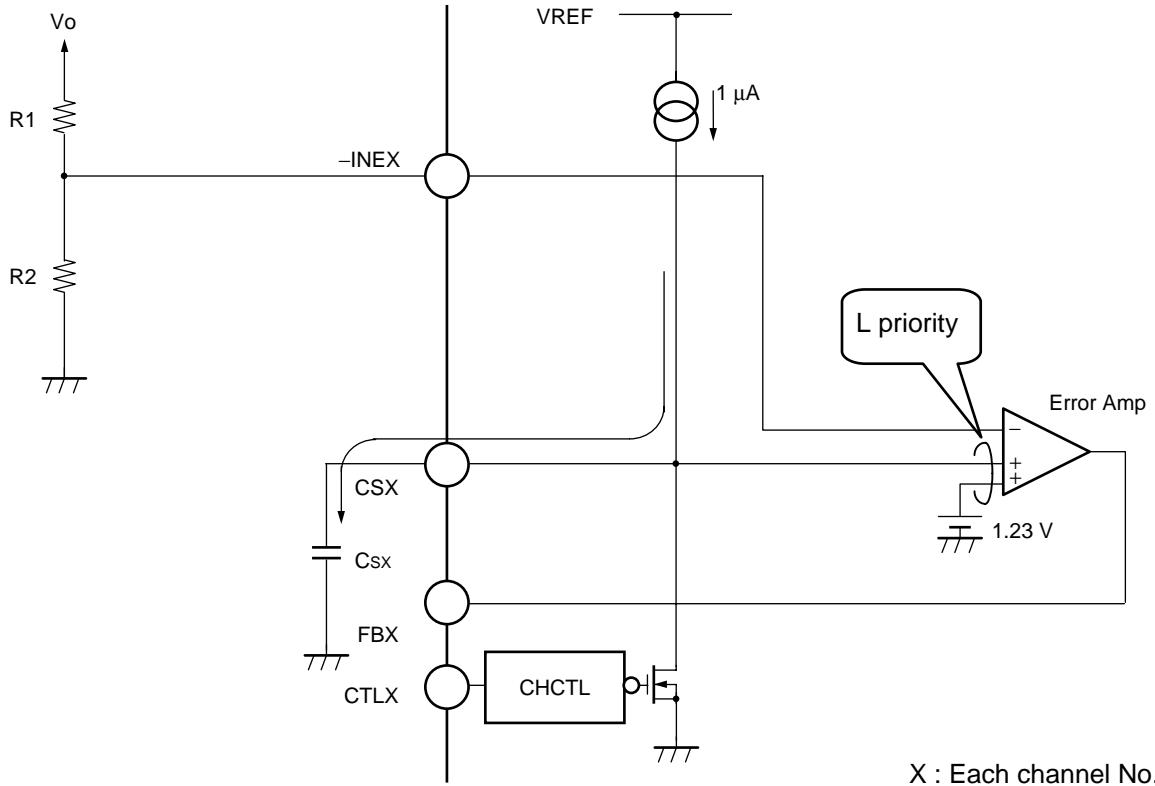 Vo
VREF
R1
1 μA
−INEX
R2
L priority
Error Amp
−
+
+
CSX
1.23 V
CSX
FBX
CTLX
CHCTL
X : Each channel No.